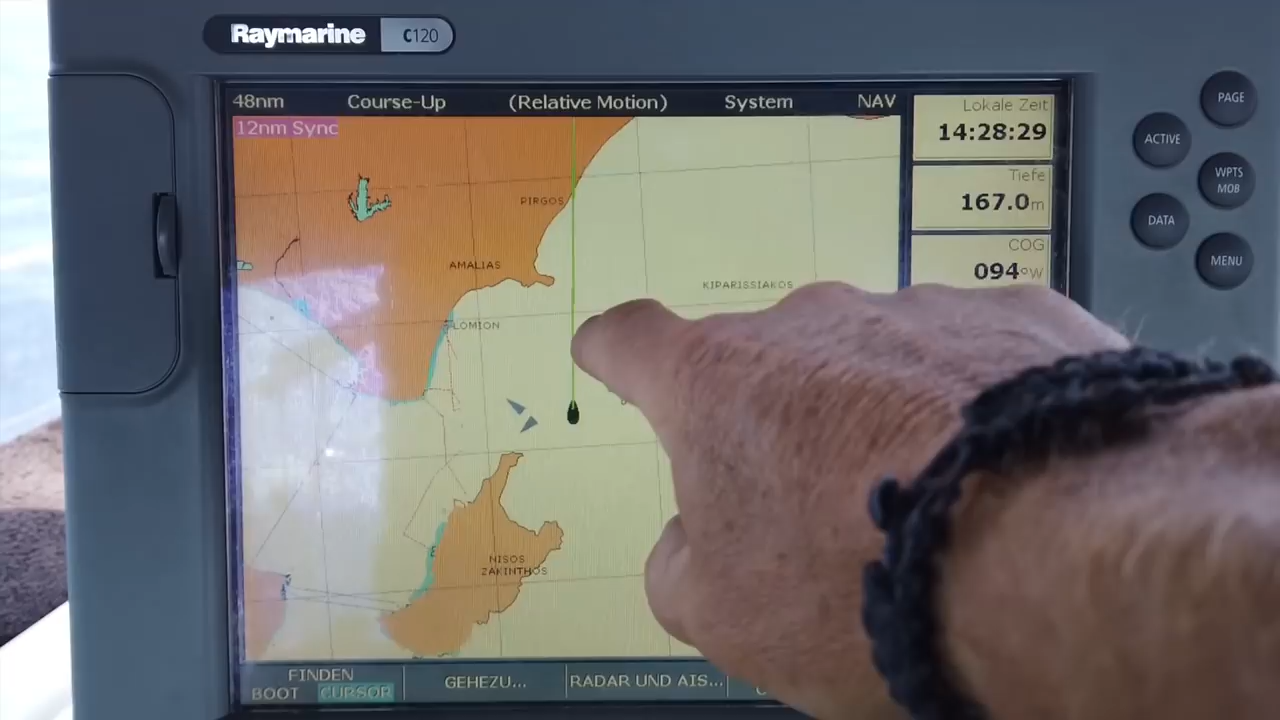 Raymarine C120
48nm Course-Up (Relative Motion) System NAV
12nm Sync
Lokale Zeit
14:28:29
Tiefe
167.0m
COG
094°W
PAGE
ACTIVE
WPTS
MOB
DATA
MENU
PIRGOS
AMALIAS
KIPARISSIAKOS
LOMION
NISOS
ZAKINTHOS
FINDEN
BOOT CURSOR
GEHEZU...
RADAR UND AIS...